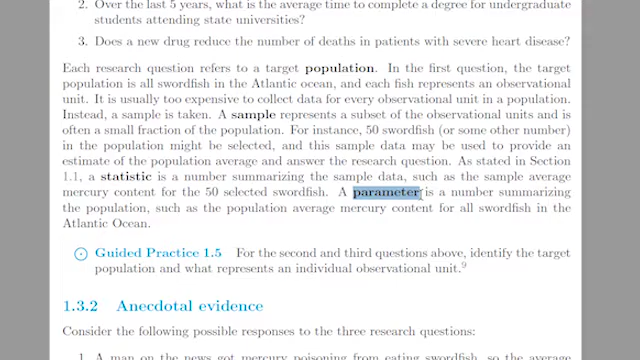 2. Over the last 5 years, what is the average time to complete a degree for undergraduate
students attending state universities?
3. Does a new drug reduce the number of deaths in patients with severe heart disease?
Each research question refers to a target population. In the first question, the target
population is all swordfish in the Atlantic ocean, and each fish represents an observational
unit. It is usually too expensive to collect data for every observational unit in a population.
Instead, a sample is taken. A sample represents a subset of the observational units and is
often a small fraction of the population. For instance, 50 swordfish (or some other number)
in the population might be selected, and this sample data may be used to provide an
estimate of the population average and answer the research question. As stated in Section
1.1, a statistic is a number summarizing the sample data, such as the sample average
mercury content for the 50 selected swordfish. A parameter is a number summarizing
the population, such as the population average mercury content for all swordfish in the
Atlantic Ocean.
Guided Practice 1.5 For the second and third questions above, identify the target
population and what represents an individual observational unit.9
1.3.2 Anecdotal evidence
Consider the following possible responses to the three research questions:
1. A man on the news got mercury poisoning from eating swordfish, so the average